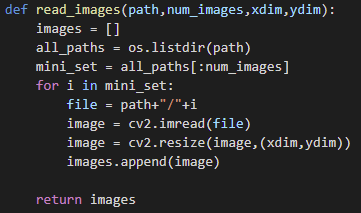 def read_images(path,num_images,xdim,ydim):
    images = []
    all_paths = os.listdir(path)
    mini_set = all_paths[:num_images]
    for i in mini_set:
        file = path+"/"+i
        image = cv2.imread(file)
        image = cv2.resize(image,(xdim,ydim))
        images.append(image)

    return images